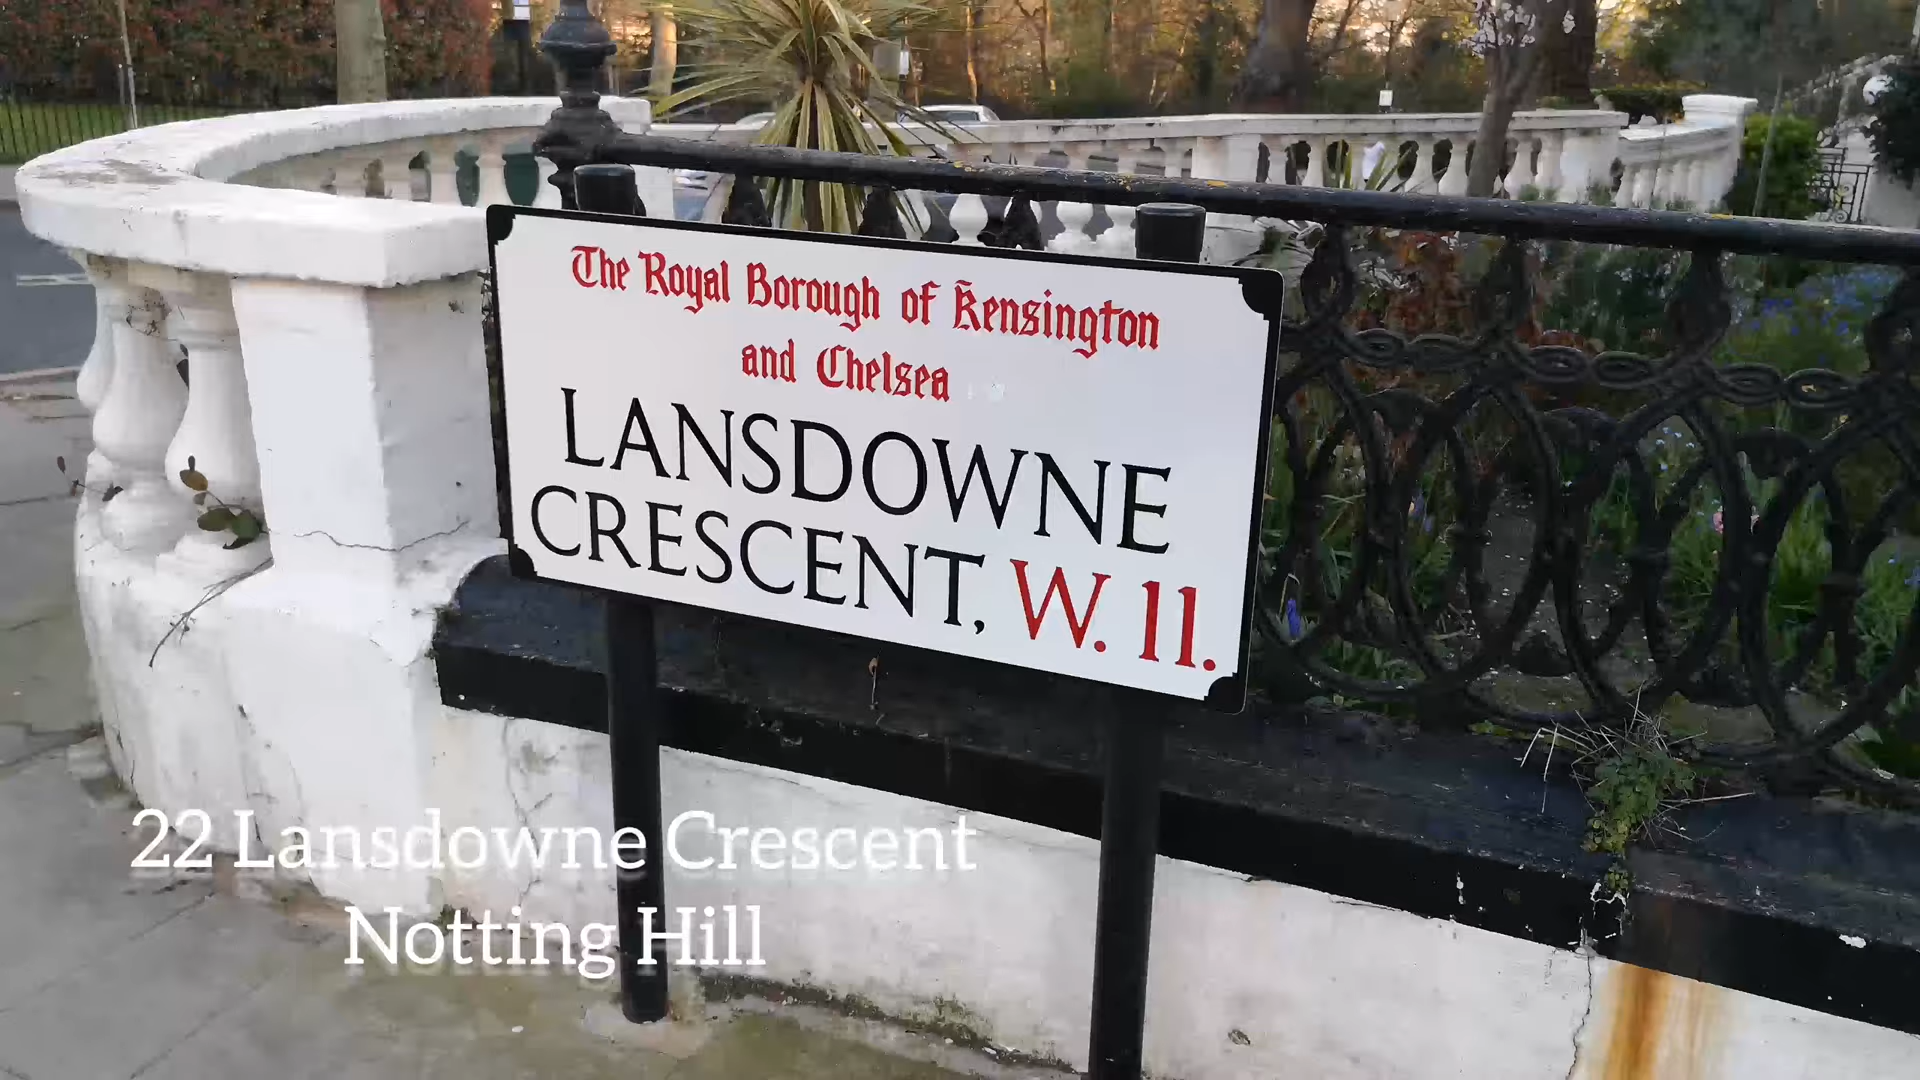 The Royal Borough of Kensington
and Chelsea
LANSDOWNE
CRESCENT, W.11.
22 Lansdowne Crescent
Notting Hill